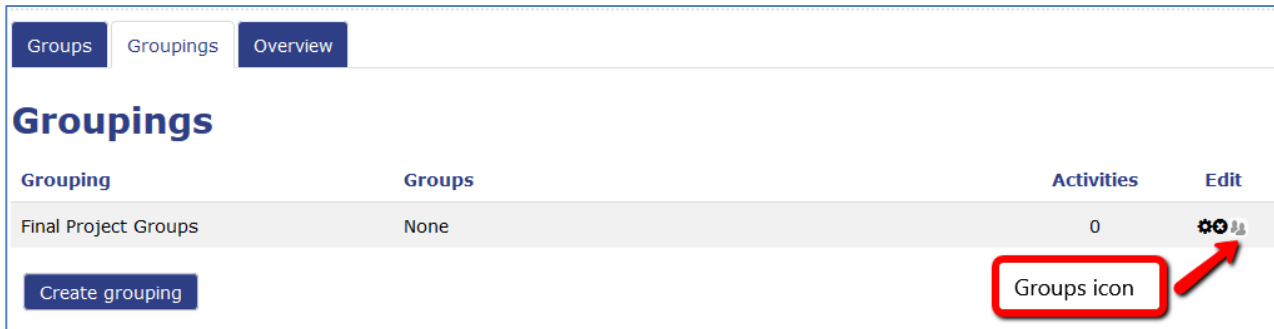 Groups Groupings Overview
Groupings
Grouping Groups Activities Edit
Final Project Groups None 0
Create grouping
Groups icon